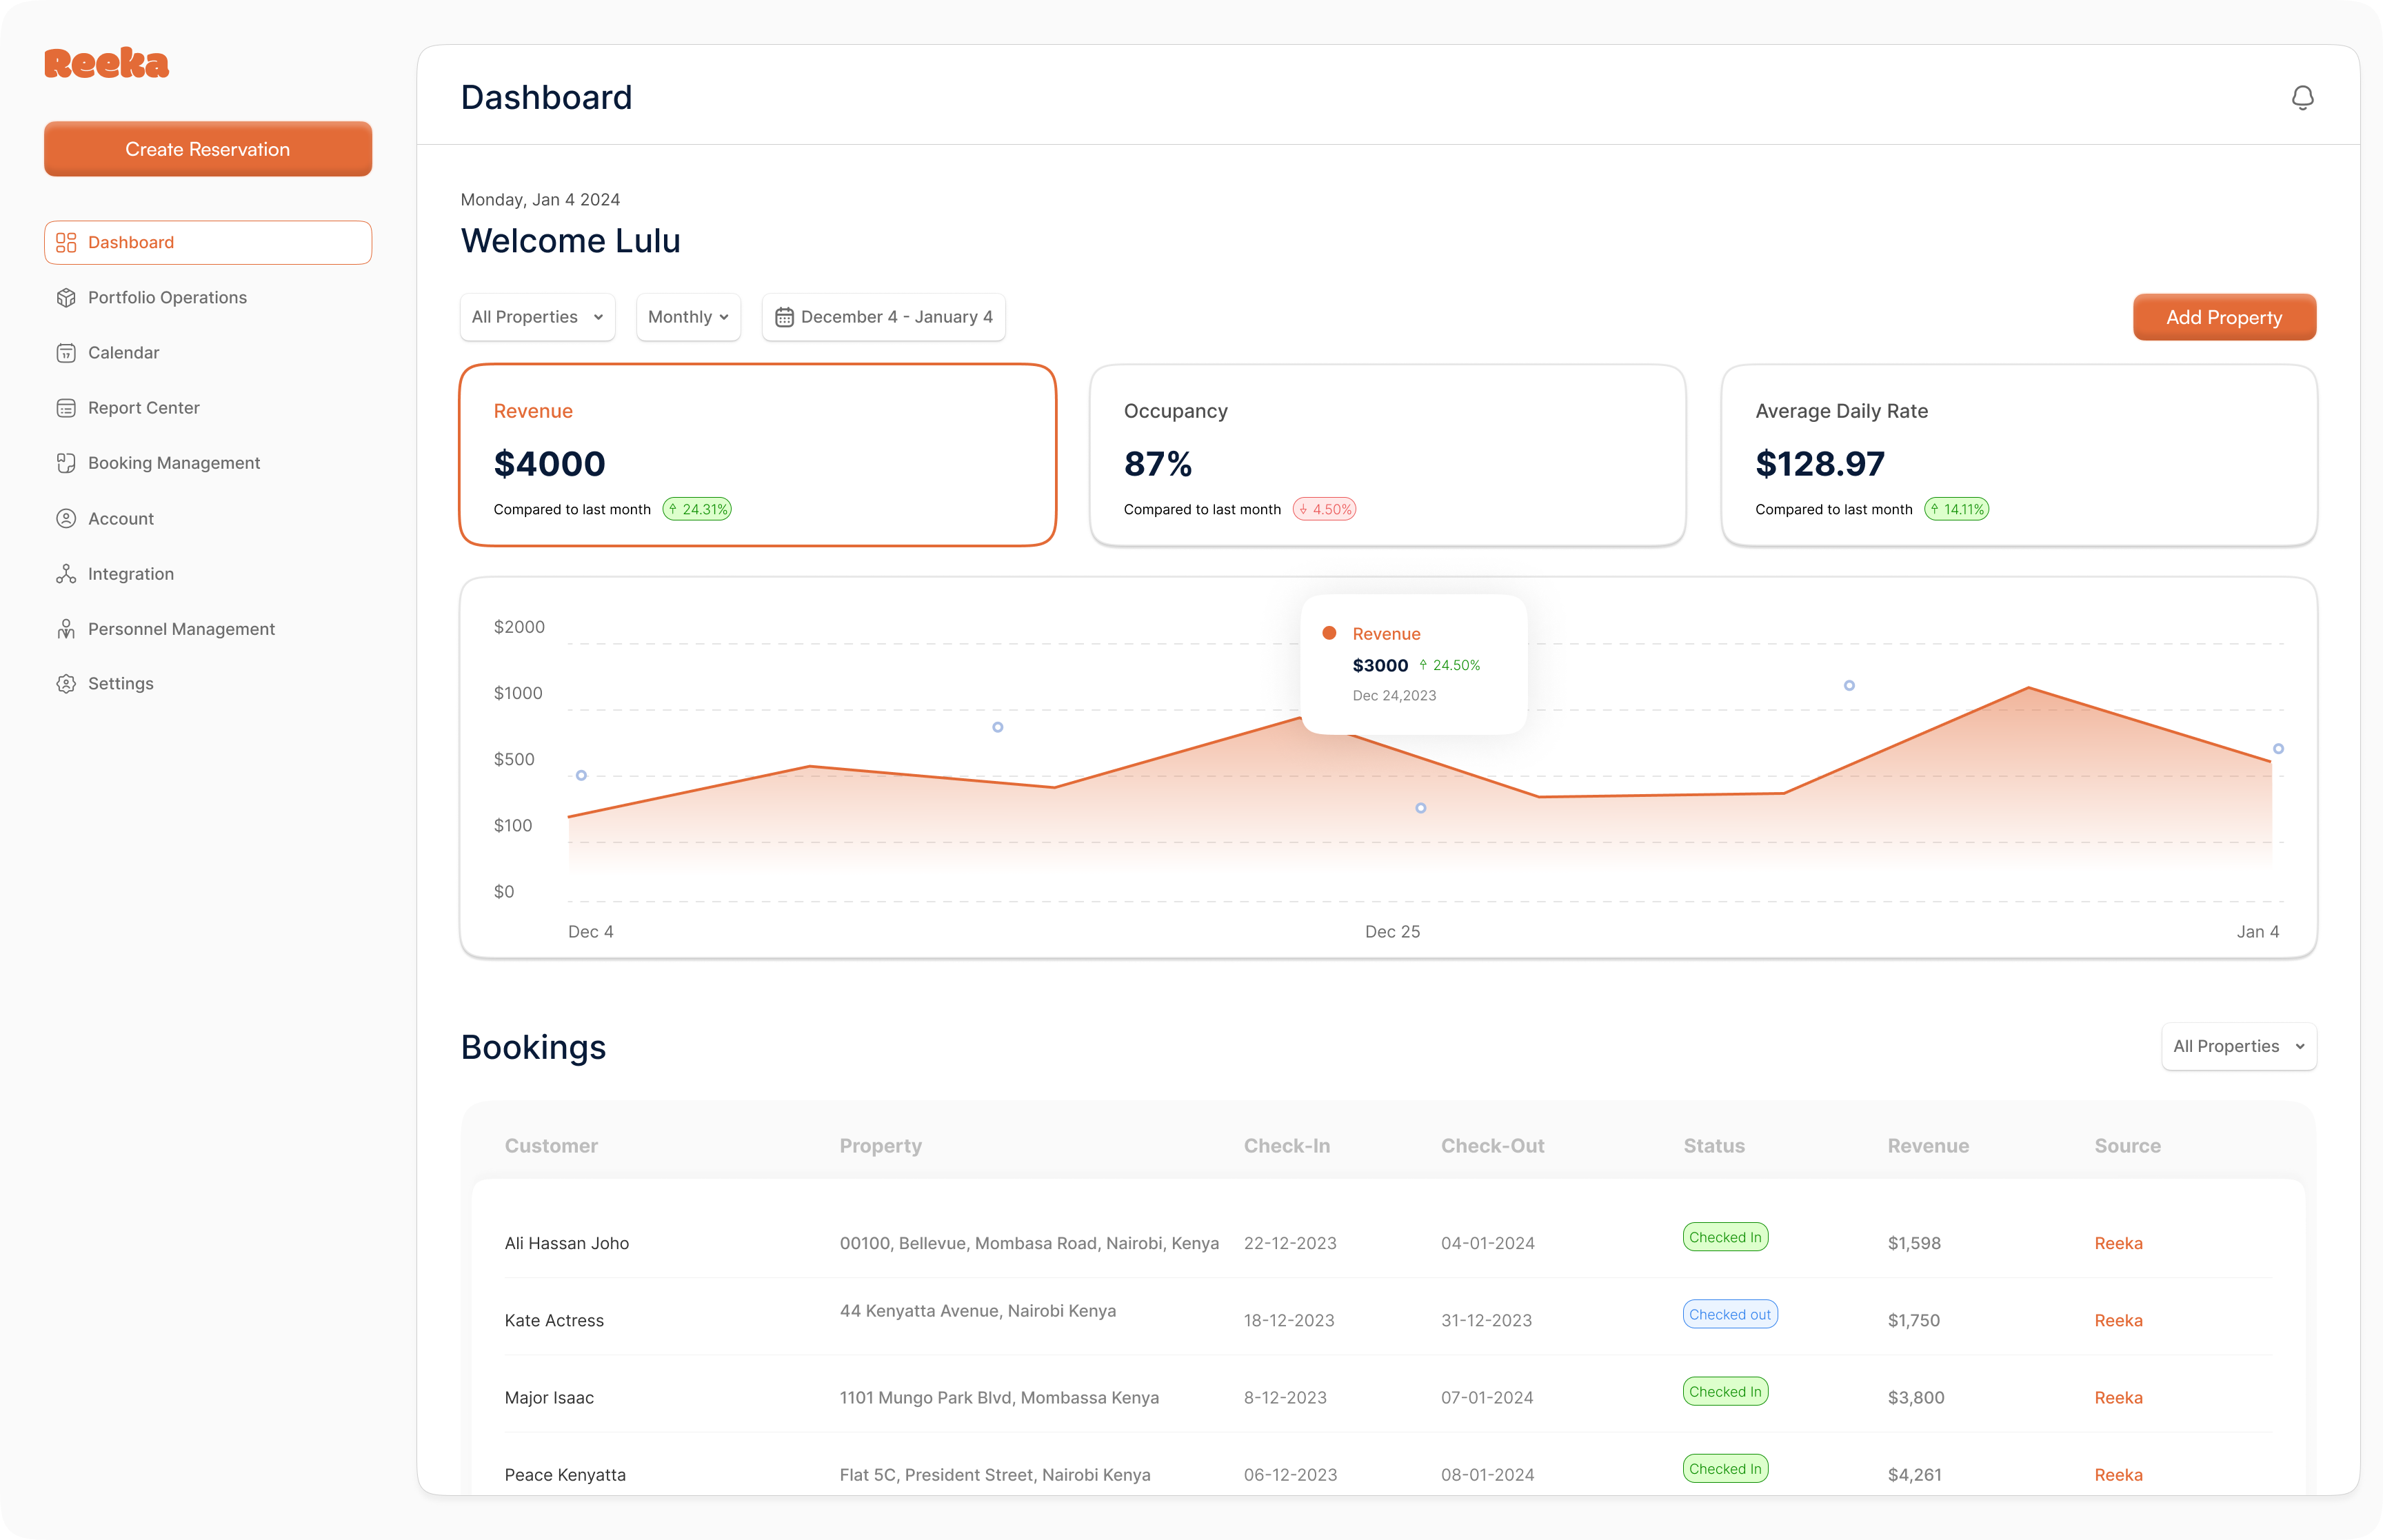 Reeka
Create Reservation
Dashboard
Portfolio Operations
Calendar
Report Center
Booking Management
Account
Integration
Personnel Management
Settings
Dashboard
Monday, Jan 4 2024
Welcome Lulu
All Properties
Monthly
December 4 - January 4
Add Property
Revenue
$4000
Compared to last month 24.31%
Occupancy
87%
Compared to last month 4.50%
Average Daily Rate
$128.97
Compared to last month 14.11%
$2000
$1000
$500
$100
$0
Revenue
$3000 24.50%
Dec 24,2023
Dec 4 Dec 25 Jan 4
Bookings
All Properties
Customer Property Check-In Check-Out Status Revenue Source
Ali Hassan Joho 00100, Bellevue, Mombasa Road, Nairobi, Kenya 22-12-2023 04-01-2024 Checked In $1,598 Reeka
Kate Actress 44 Kenyatta Avenue, Nairobi Kenya 18-12-2023 31-12-2023 Checked out $1,750 Reeka
Major Isaac 1101 Mungo Park Blvd, Mombassa Kenya 8-12-2023 07-01-2024 Checked In $3,800 Reeka
Peace Kenyatta Flat 5C, President Street, Nairobi Kenya 06-12-2023 08-01-2024 Checked In $4,261 Reeka